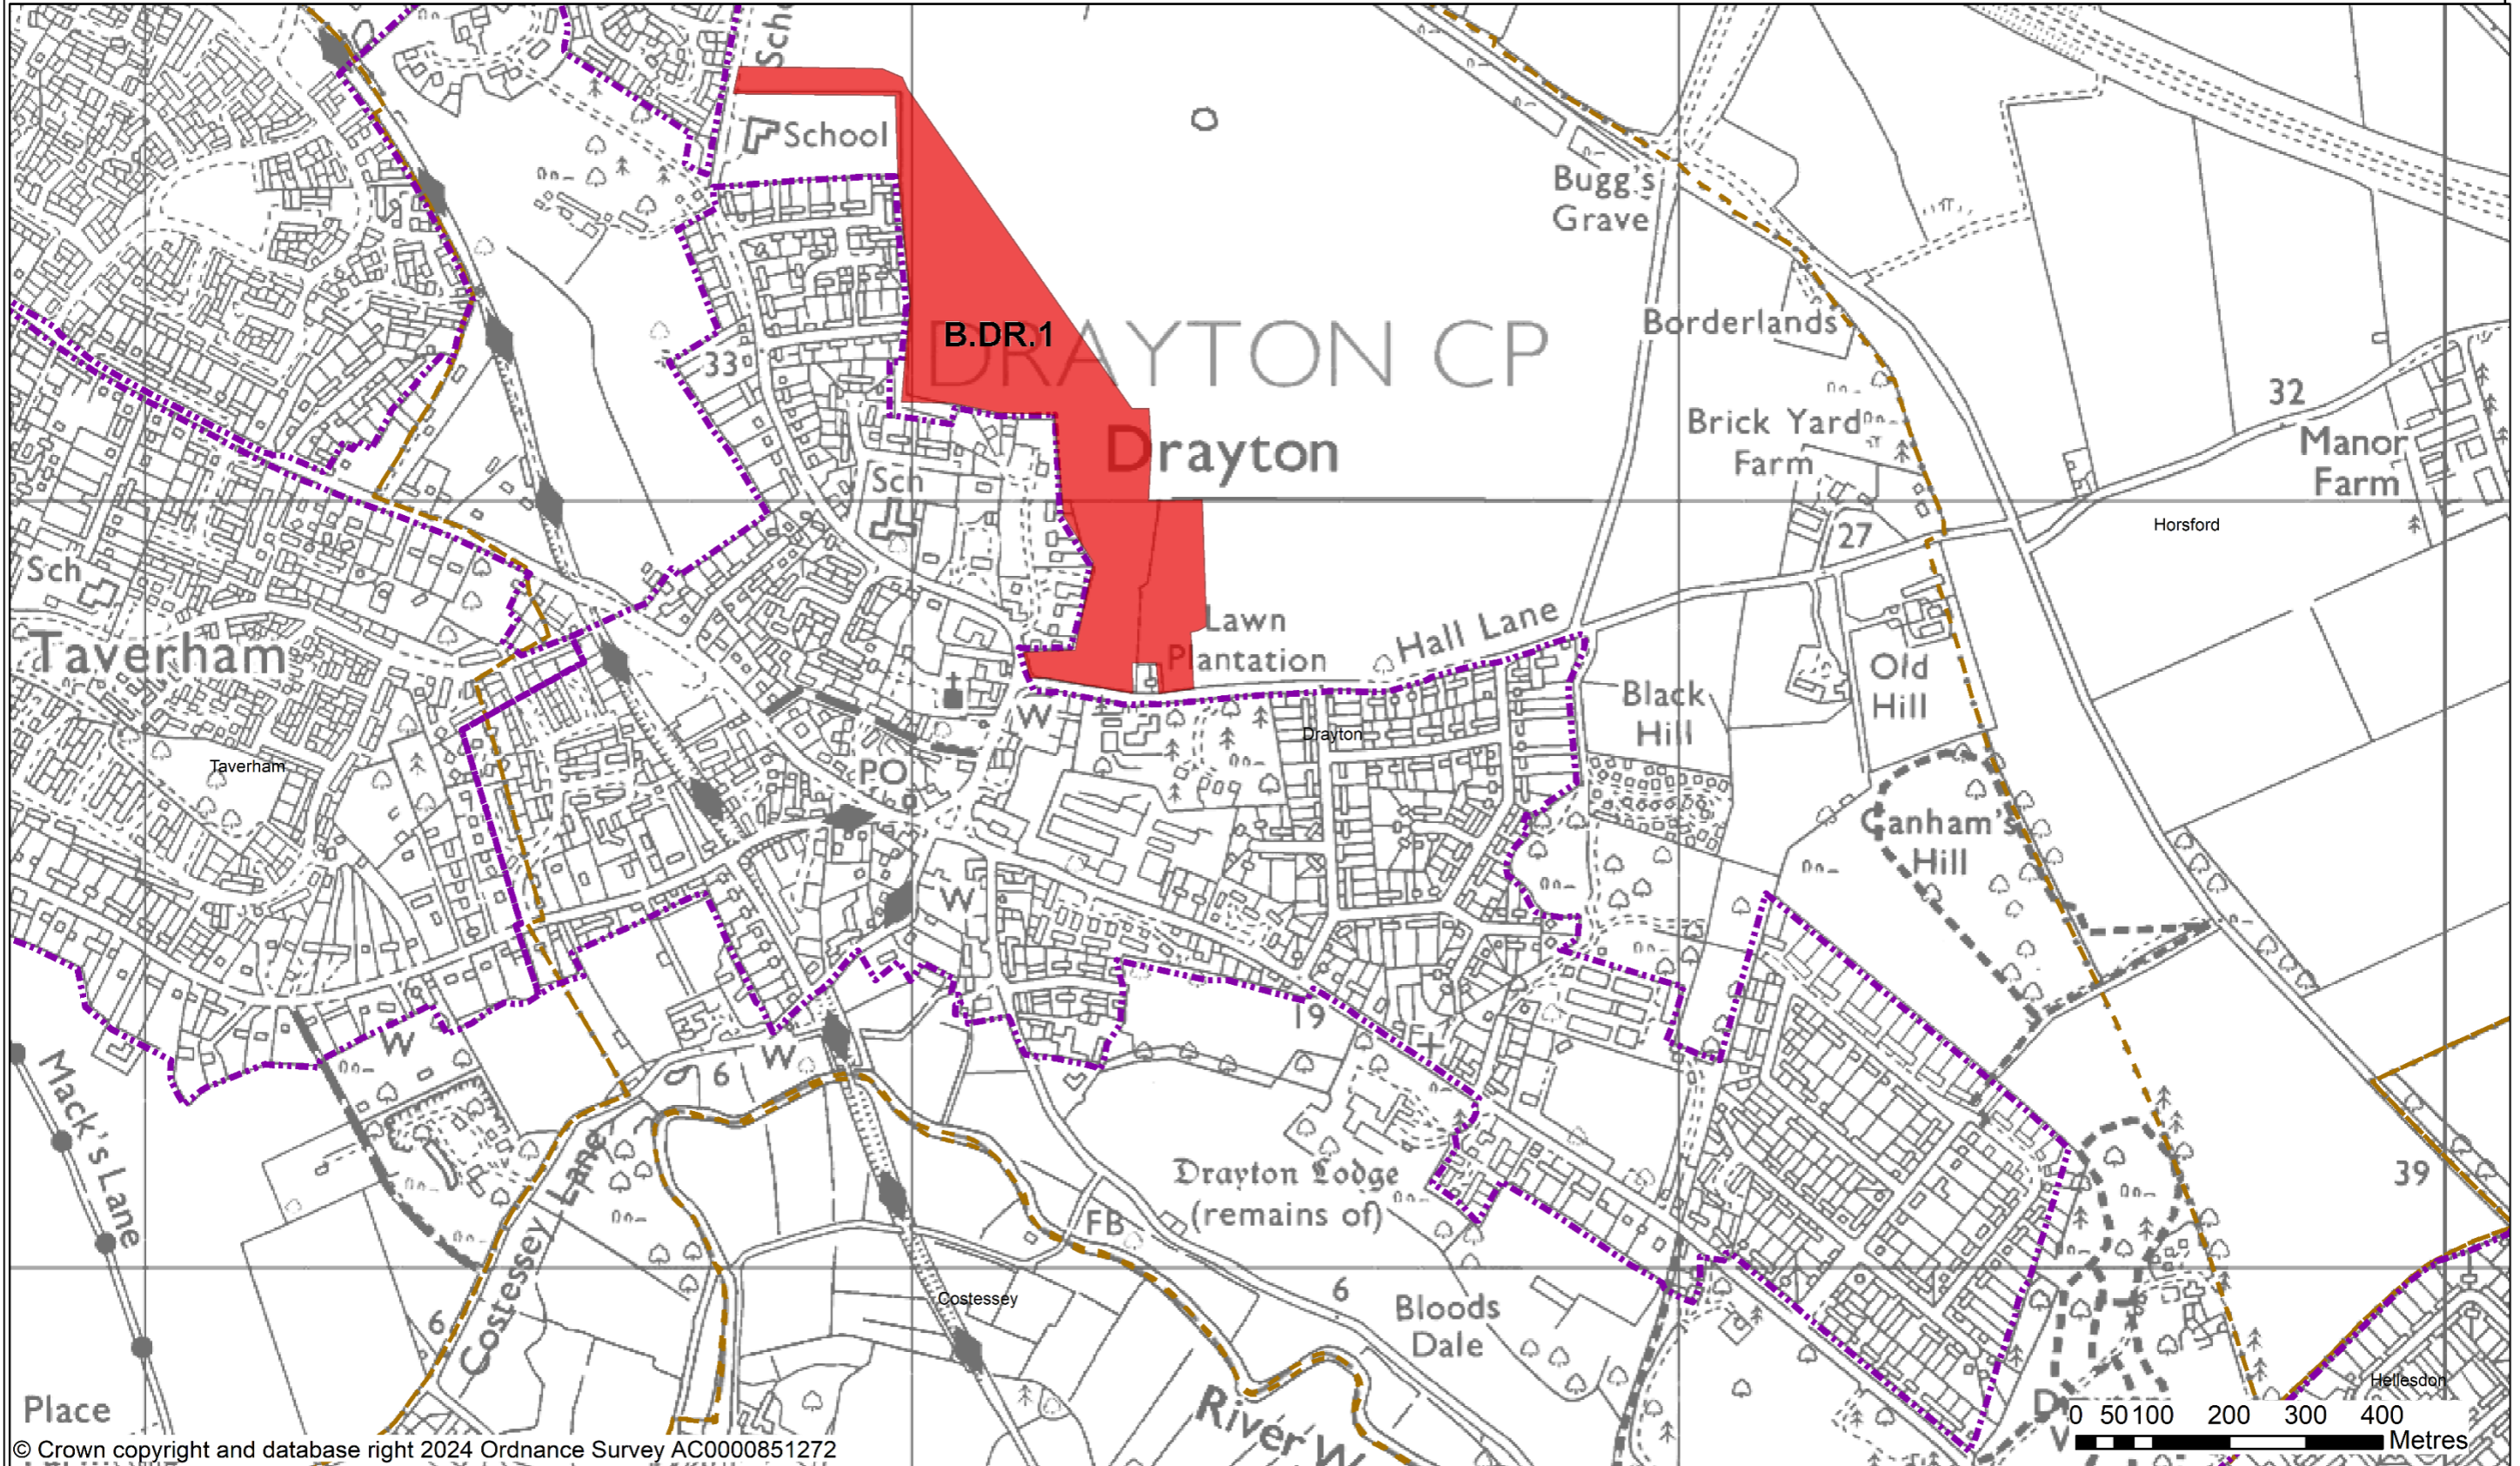 Sch
School
Bugg's
Grave
B.DR.1
DRAYTON CP
Borderlands
33
32
Brick Yard
Farm
Manor
Farm
Drayton
Sch
Horsford
27
Sch
Lawn
Plantation
Hall Lane
Taverham
Old
Hill
Black
Hill
W
Drayton
Taverham
PO
Canham's
Hill
W
19
W
W
6
Mack's Lane
Costessey Lane
Drayton Lodge
(remains of)
39
FB
6
Costessey
Bloods
Dale
6
Hellesdon
Place
River W
D
V
0 50 100 200 300 400
Metres
© Crown copyright and database right 2024 Ordnance Survey AC0000851272